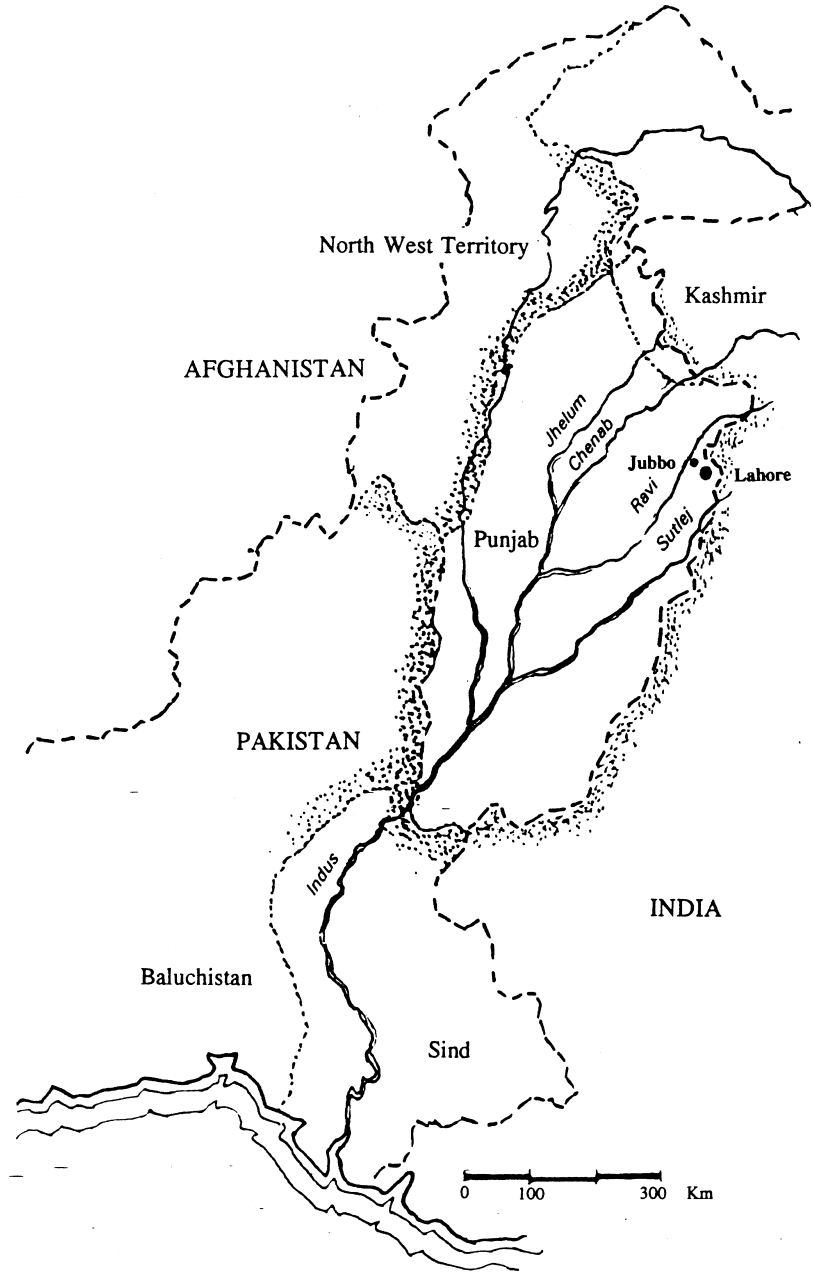 North West Territory
Kashmir
AFGHANISTAN
Jhelum
Chenab
Jubbo
Lahore
Ravi
Sutlej
Punjab
PAKISTAN
Indus
INDIA
Baluchistan
Sind
0 100 300 Km